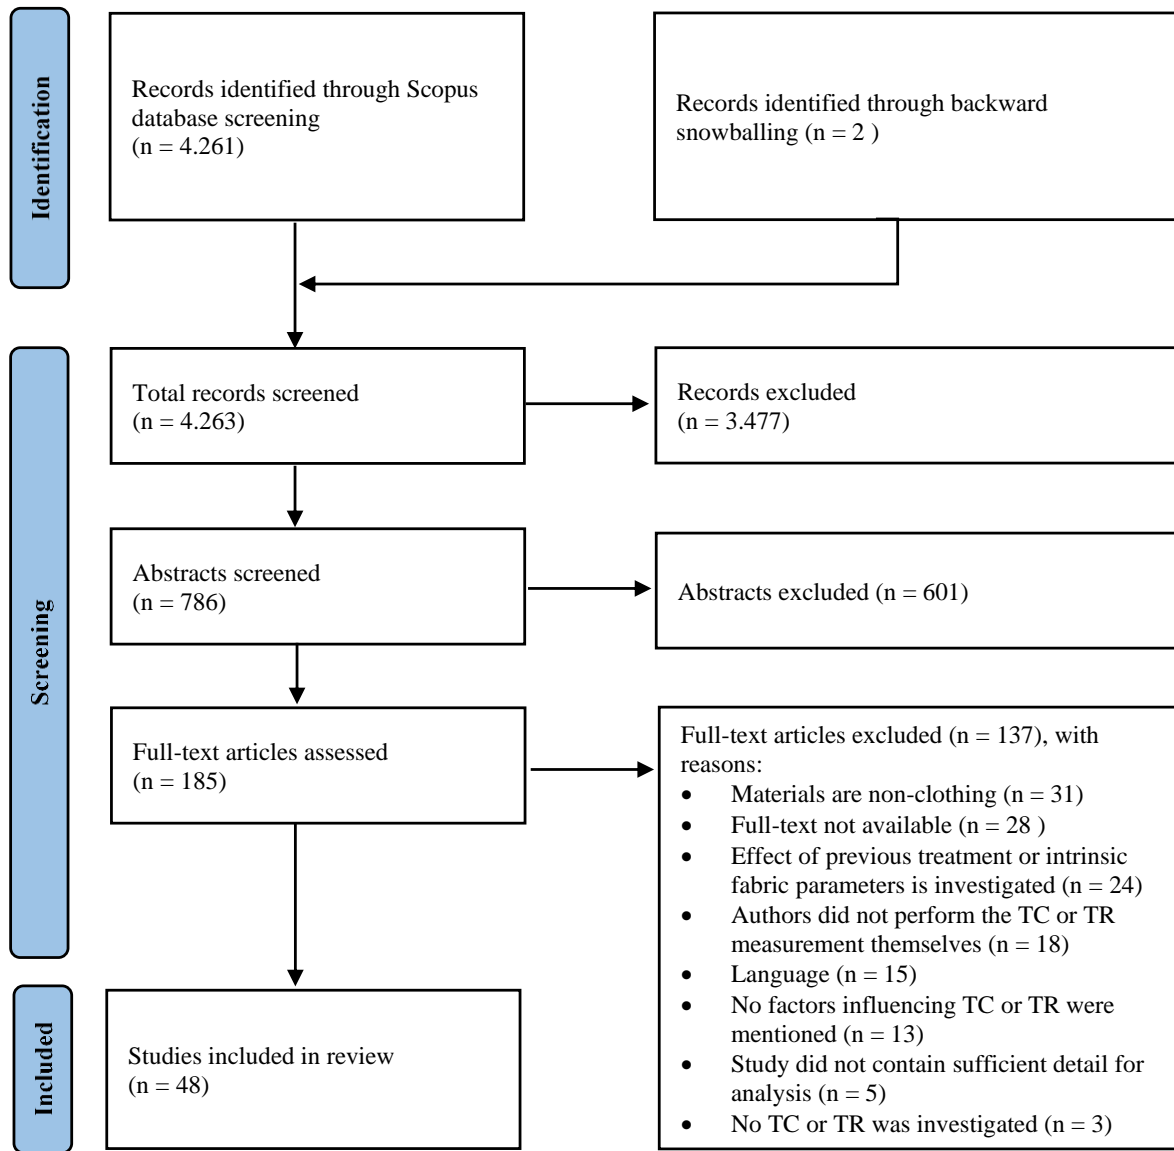 Identification
Records identified through Scopus
database screening
(n = 4.261)
Records identified through backward
snowballing (n = 2 )
Screening
Total records screened
(n = 4.263)
Records excluded
(n = 3.477)
Abstracts screened
(n = 786)
Abstracts excluded (n = 601)
Full-text articles assessed
(n = 185)
Full-text articles excluded (n = 137), with
reasons:
• Materials are non-clothing (n = 31)
• Full-text not available (n = 28 )
• Effect of previous treatment or intrinsic
fabric parameters is investigated (n = 24)
• Authors did not perform the TC or TR
measurement themselves (n = 18)
• Language (n = 15)
• No factors influencing TC or TR were
mentioned (n = 13)
• Study did not contain sufficient detail for
analysis (n = 5)
• No TC or TR was investigated (n = 3)
Included
Studies included in review
(n = 48)